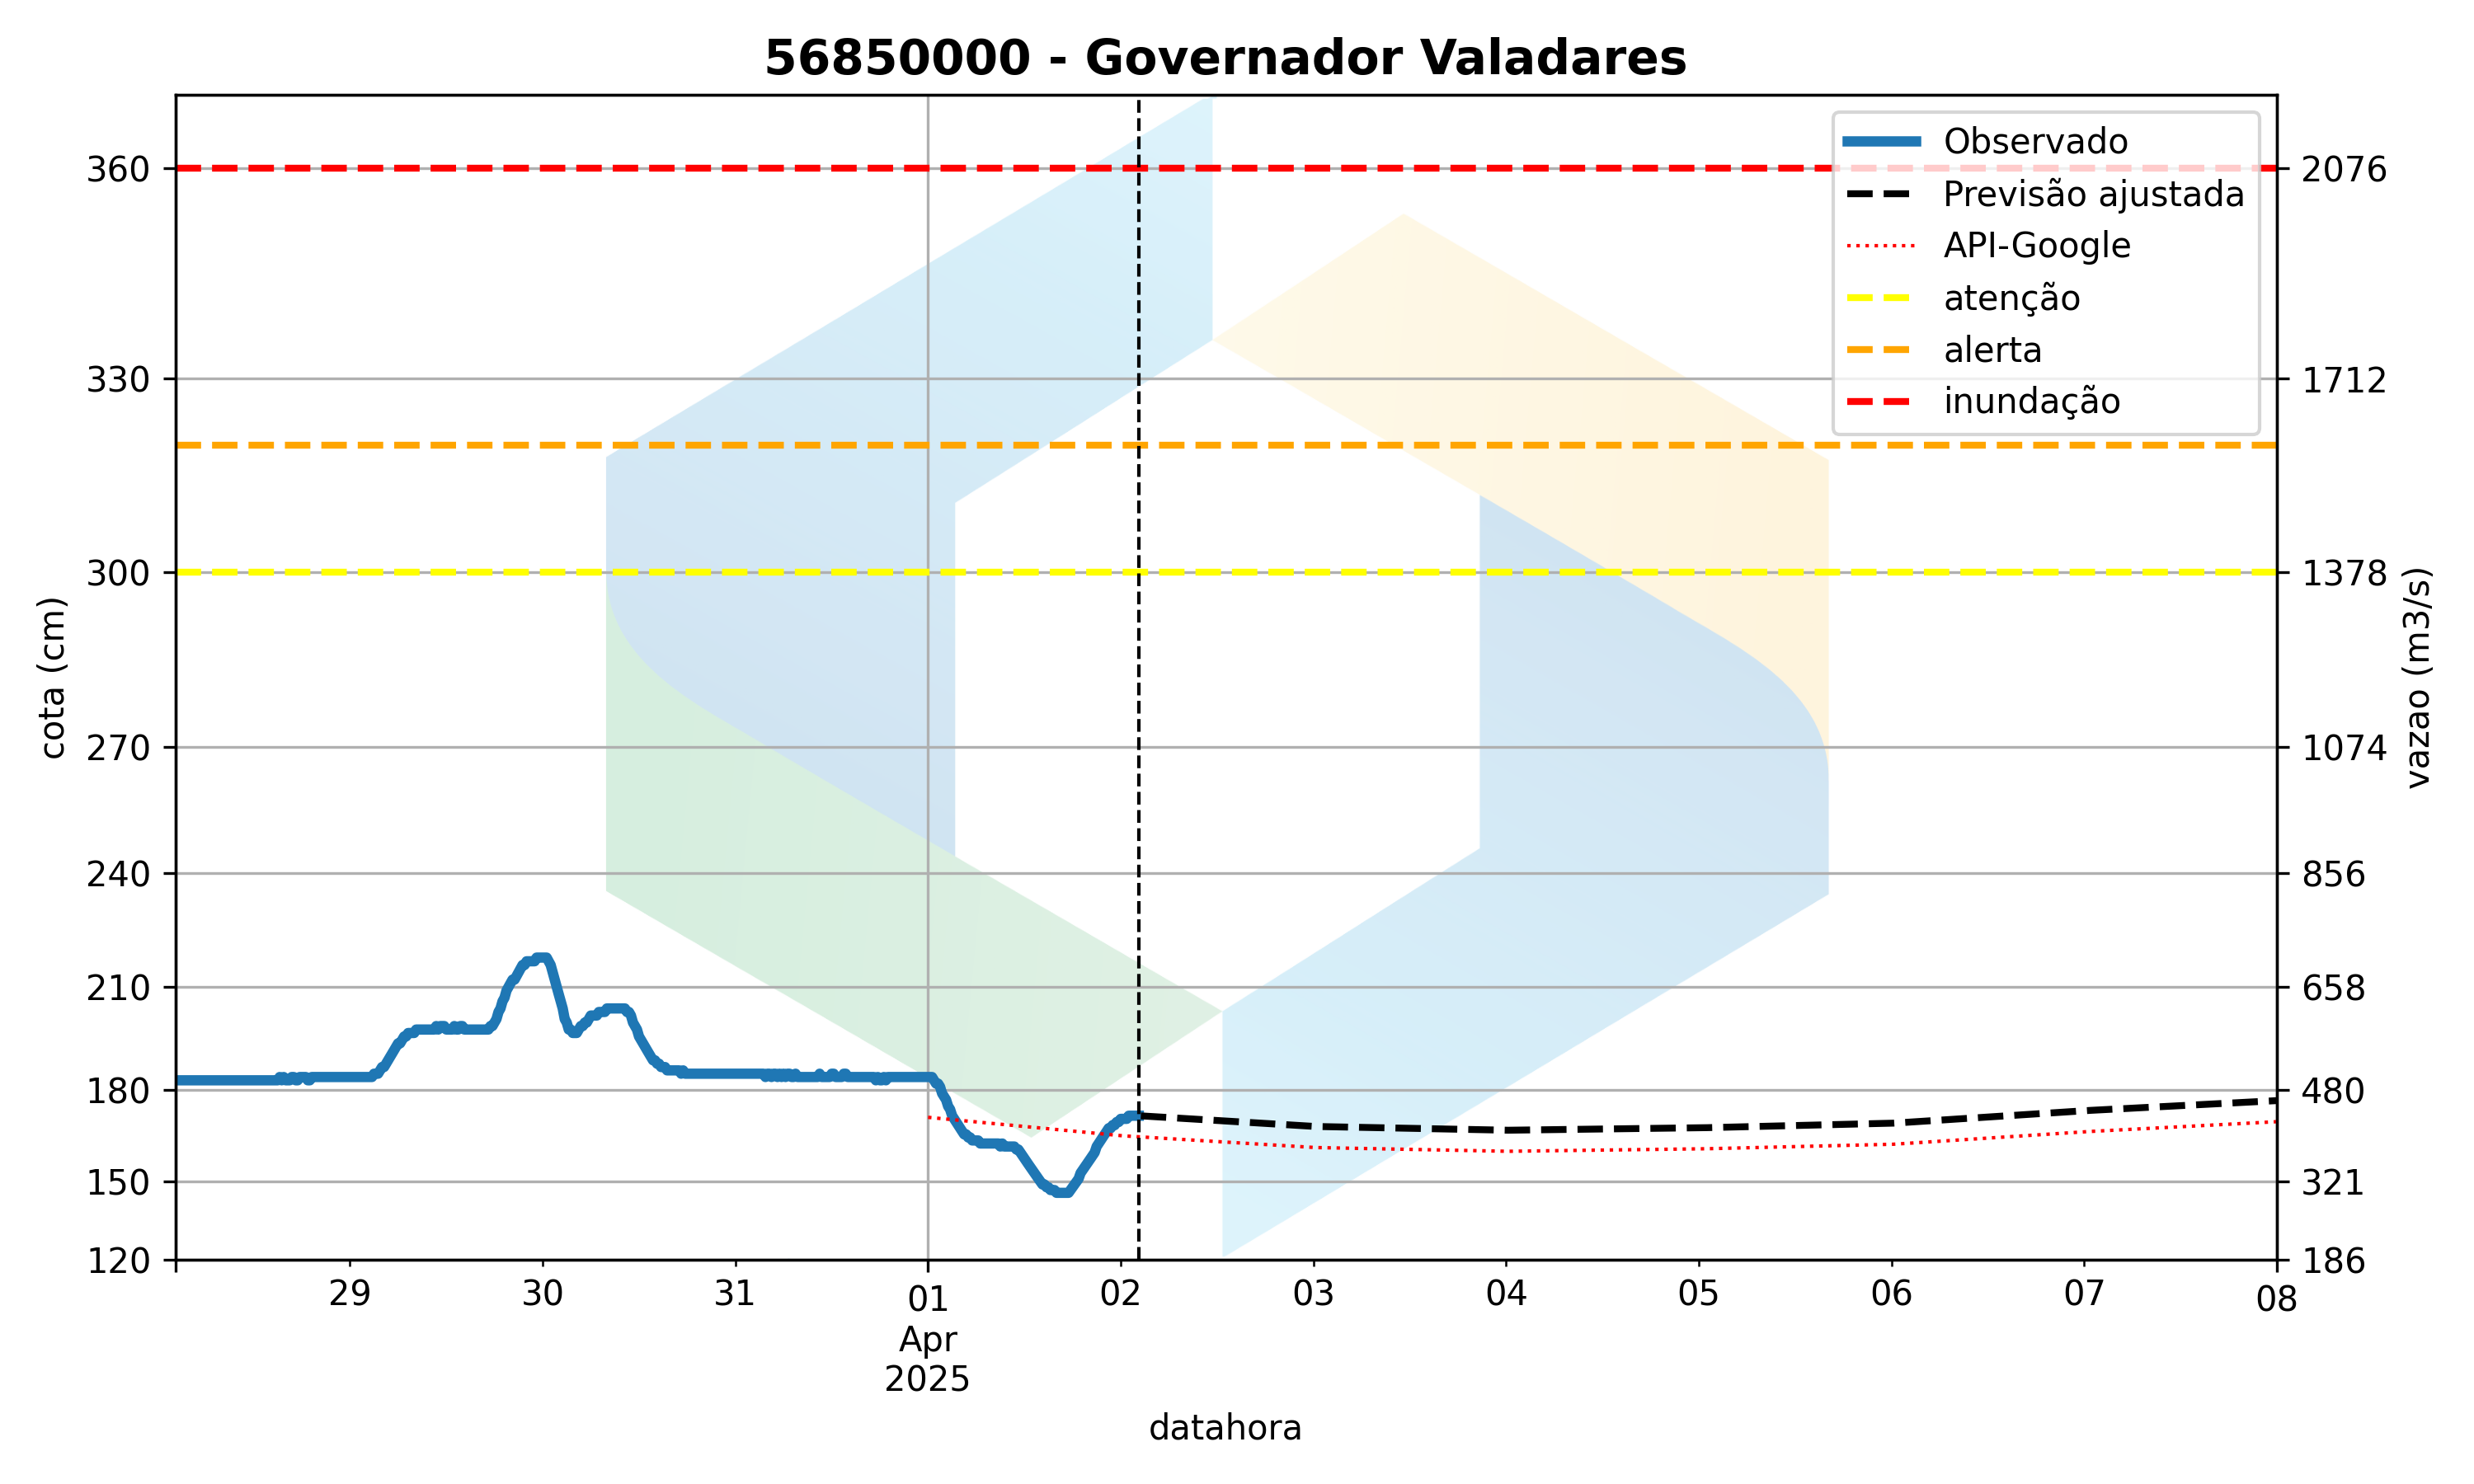 56850000 - Governador Valadares
Observado
Previsão ajustada
API-Google
atenção
alerta
inundação
360
330
300
270
240
210
180
150
120
cota (cm)
2076
1712
1378
1074
856
658
480
321
186
vazao (m3/s)
29
30
31
01
02
03
04
05
06
07
08
Apr
2025
datahora